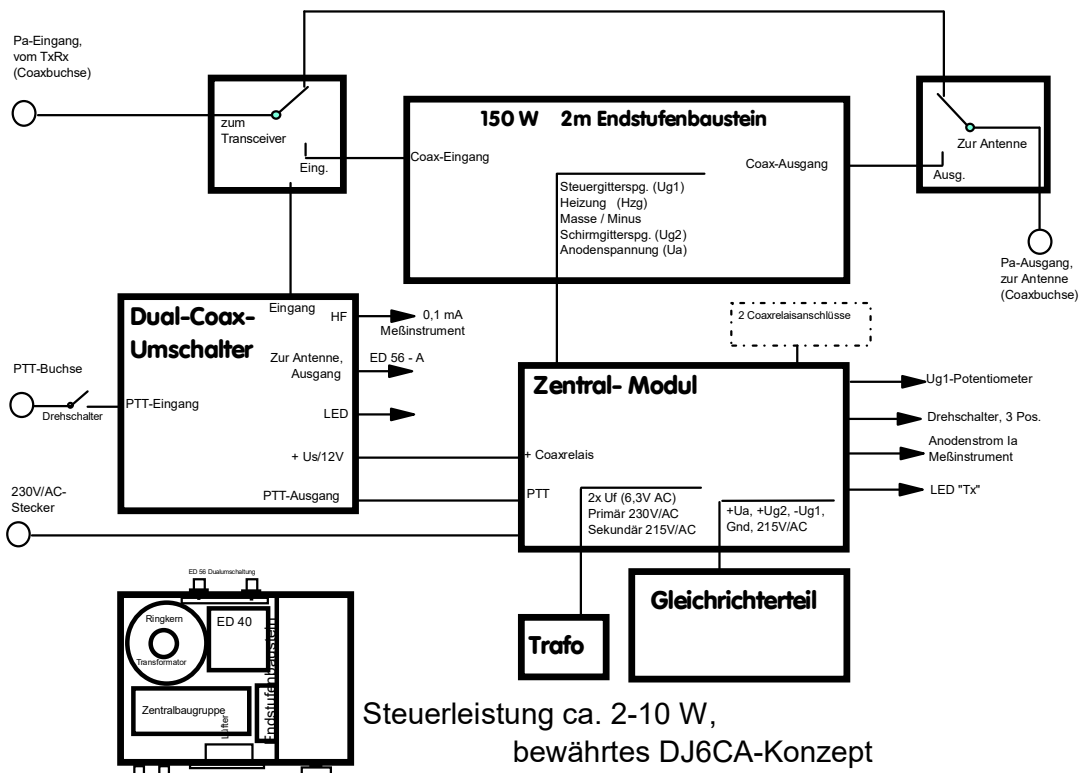 Pa-Eingang,
vom TxRx
(Coaxbuchse)
zum
Transceiver
Eing.
150 W 2m Endstufenbaustein
Coax-Eingang
Coax-Ausgang
Steuergitterspg. (Ug1)
Heizung (Hzg)
Masse / Minus
Schirmgitterspg. (Ug2)
Anodenspannung (Ua)
Zur Antenne
Ausg.
Pa-Ausgang,
zur Antenne
(Coaxbuchse)
Dual-Coax-
Umschalter
Eingang
HF
0,1 mA
Meßinstrument
Zur Antenne,
Ausgang
ED 56 - A
LED
PTT-Buchse
Drehschalter
PTT-Eingang
+ Us/12V
PTT-Ausgang
230V/AC-
Stecker
2 Coaxrelaisanschlüsse
Zentral- Modul
+ Coaxrelais
PTT
2x Uf (6,3V AC)
Primär 230V/AC
Sekundär 215V/AC
+Ua, +Ug2, -Ug1,
Gnd, 215V/AC
Ug1-Potentiometer
Drehschalter, 3 Pos.
Anodenstrom Ia
Meßinstrument
LED "Tx"
Trafo
Gleichrichterteil
ED 56 Dualumschaltung
Ringkern
Transformator
ED 40
Endstufenbaustein
Zentralbaugruppe
Lüfter
Steuerleistung ca. 2-10 W,
bewährtes DJ6CA-Konzept